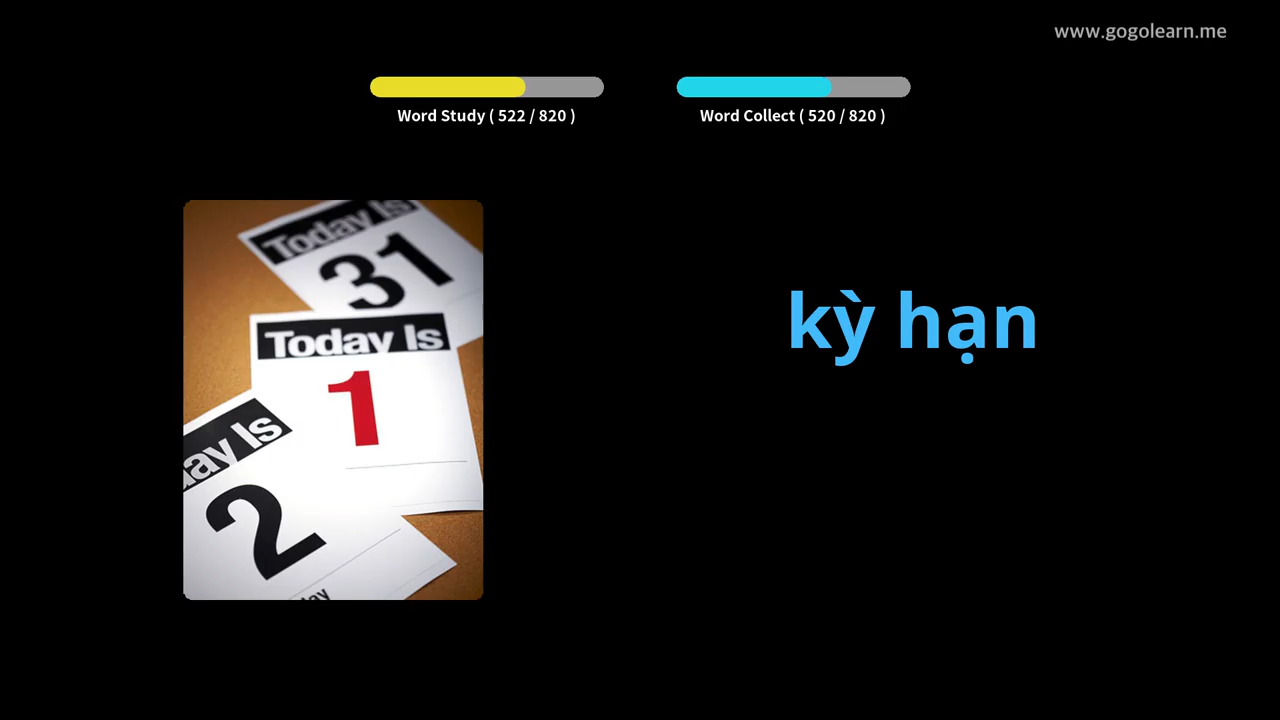 www.gogolearn.me
Word Study ( 522 / 820 )
Word Collect ( 520 / 820 )
Today Is
31
Today Is
1
ay Is
2
ay
kỳ hạn